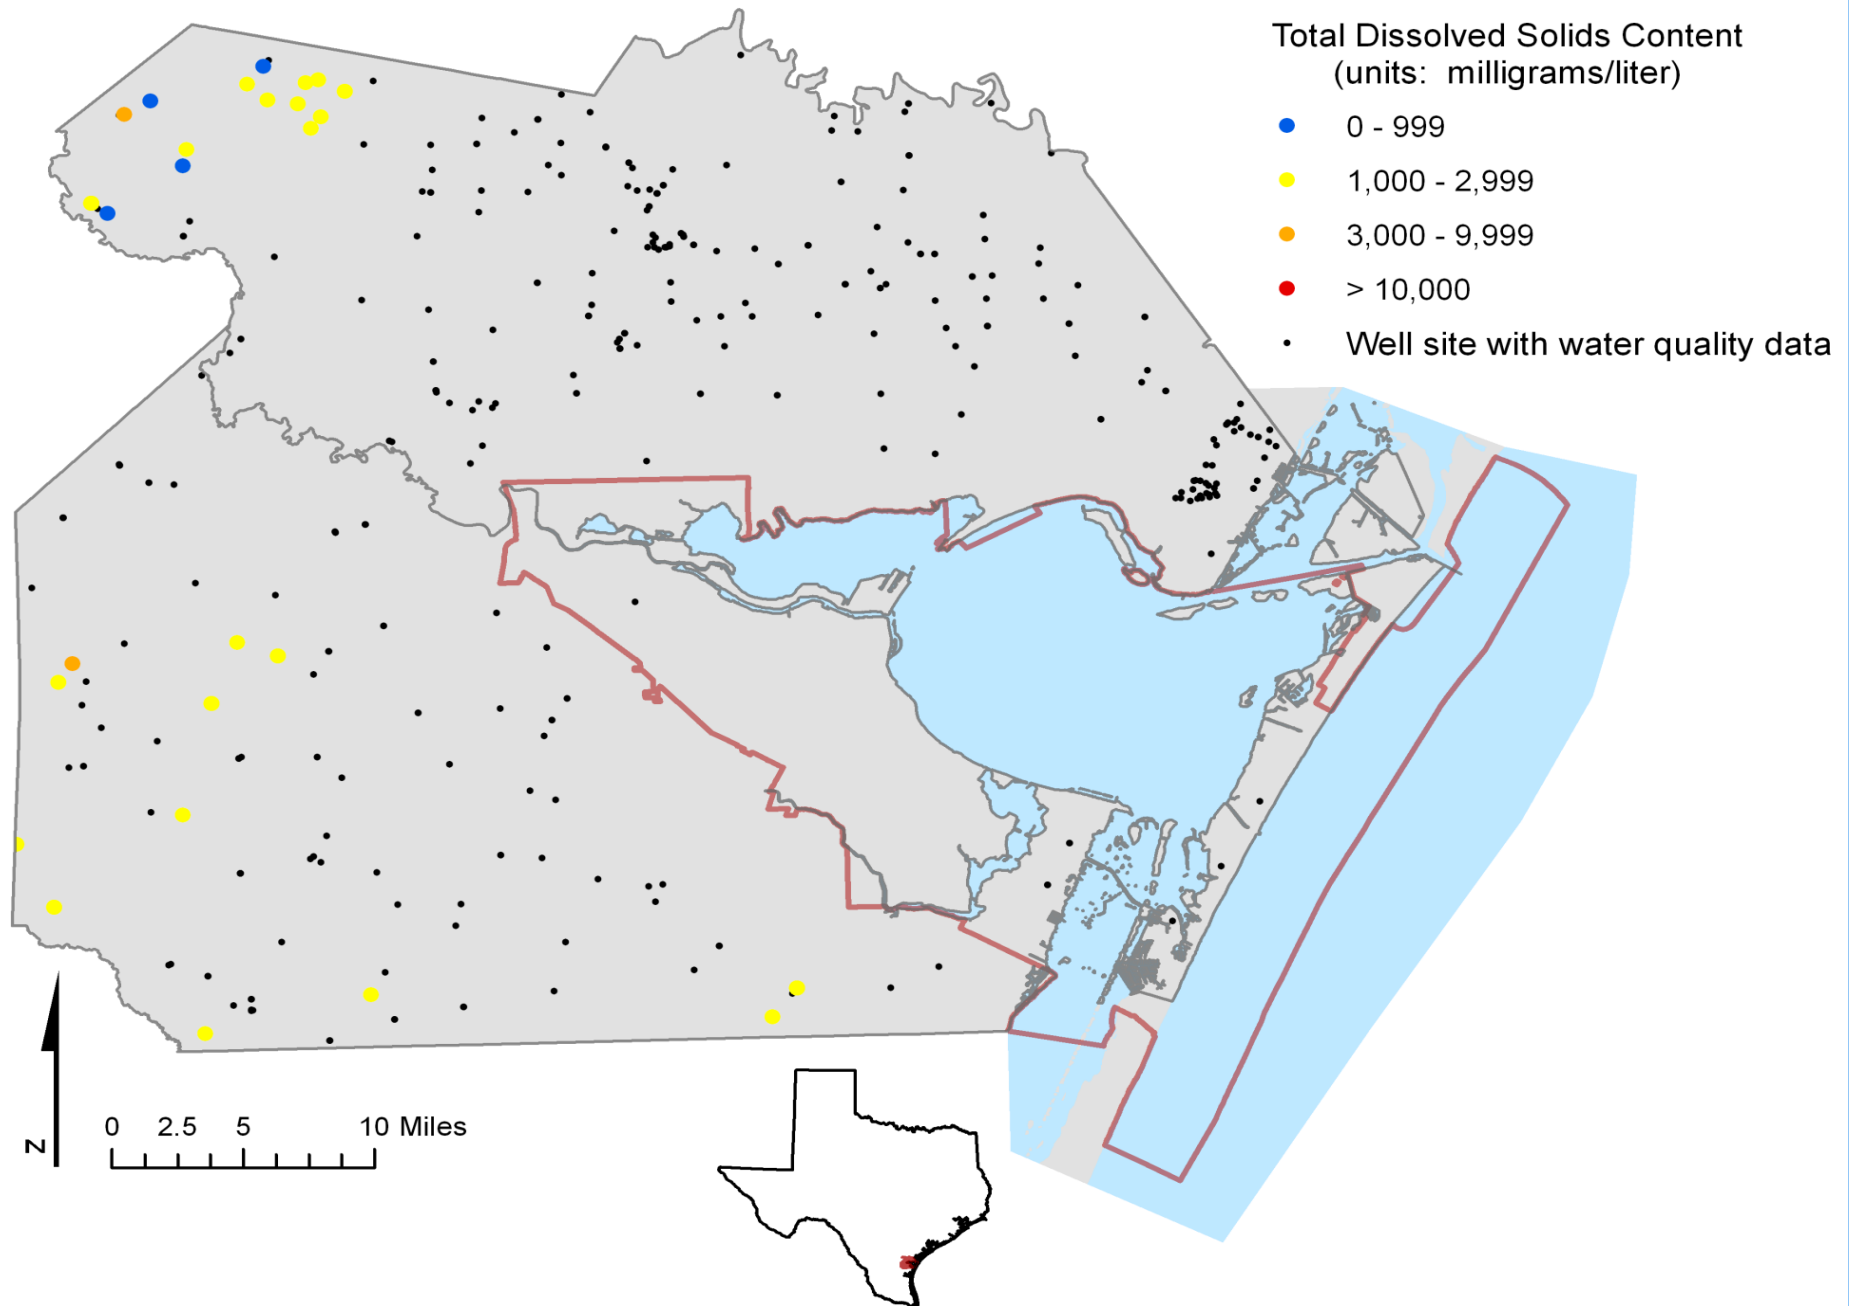 Total Dissolved Solids Content
(units: milligrams/liter)
0 - 999
1,000 - 2,999
3,000 - 9,999
> 10,000
Well site with water quality data
0 2.5 5 10 Miles
N